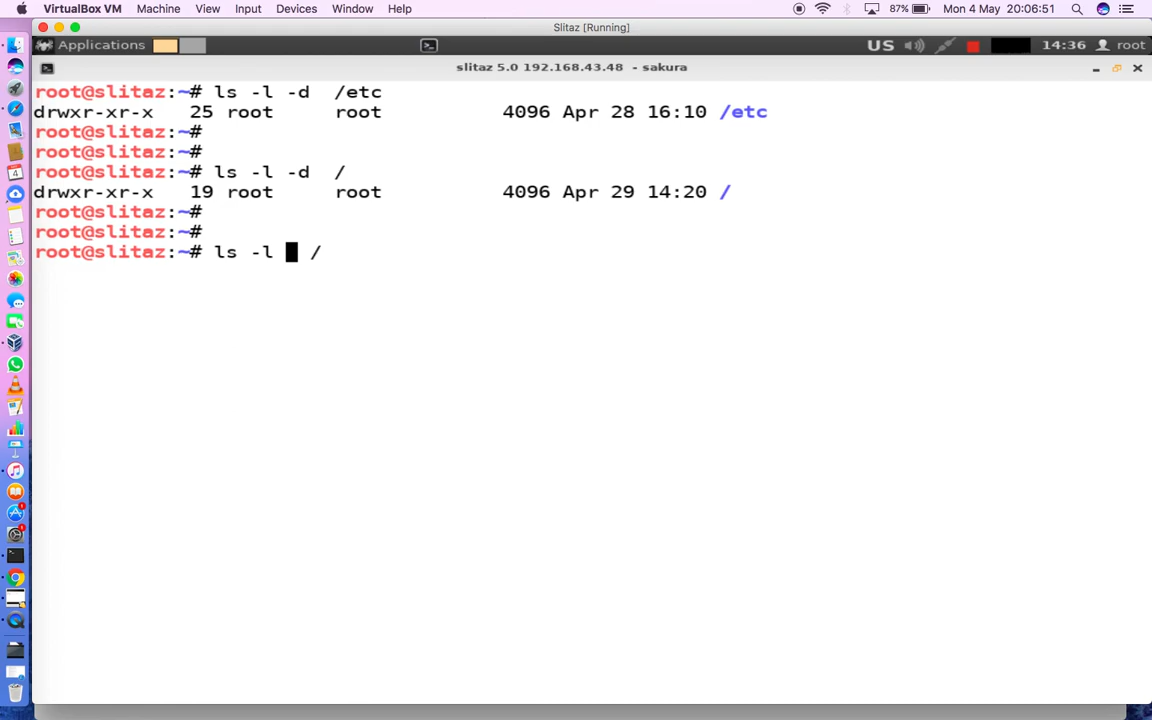 VirtualBox VM Machine View Input Devices Window Help 87% Mon 4 May 20:06:51
Slitaz [Running]
Applications US 14:36 root
slitaz 5.0 192.168.43.48 - sakura
root@slitaz:~# ls -l -d  /etc
drwxr-xr-x   25 root     root          4096 Apr 28 16:10 /etc
root@slitaz:~#
root@slitaz:~#
root@slitaz:~# ls -l -d  /
drwxr-xr-x   19 root     root          4096 Apr 29 14:20 /
root@slitaz:~#
root@slitaz:~#
root@slitaz:~# ls -l   /